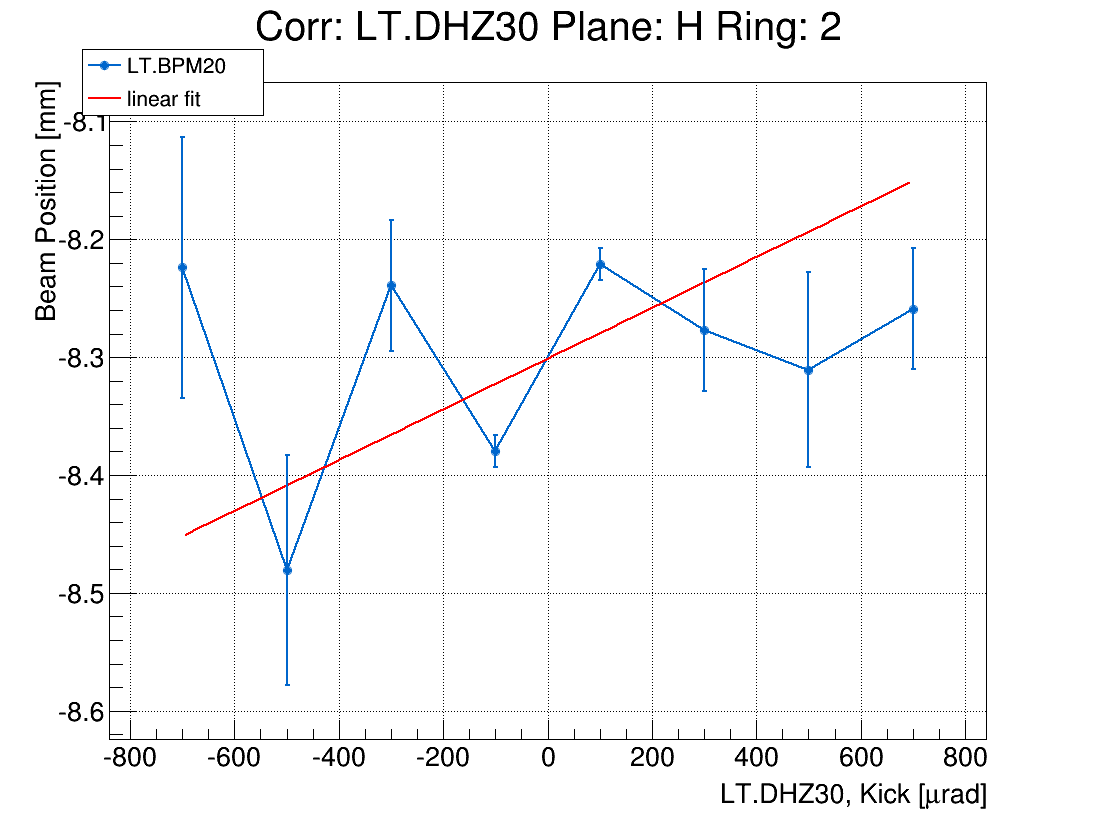 Corr: LT.DHZ30 Plane: H Ring: 2
LT.BPM20
linear fit
Beam Position [mm]
-8.1
-8.2
-8.3
-8.4
-8.5
-8.6
-800 -600 -400 -200 0 200 400 600 800
LT.DHZ30, Kick [μrad]